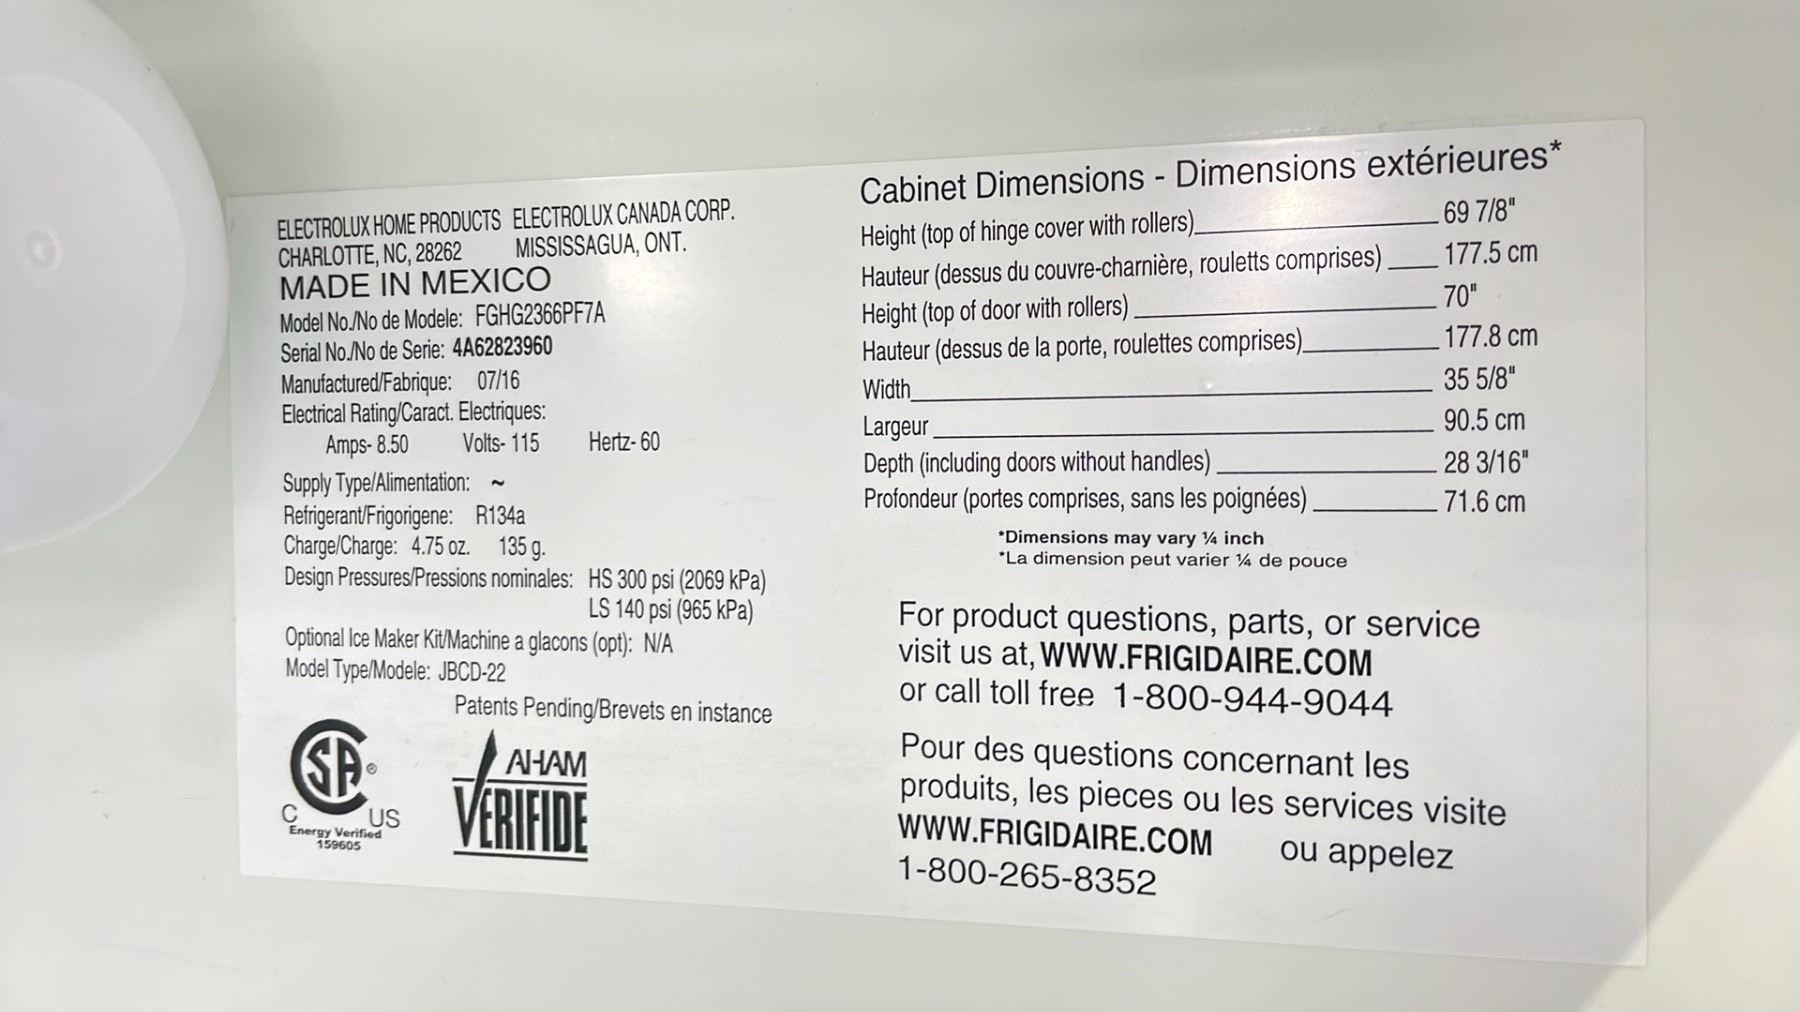 ELECTROLUX HOME PRODUCTS ELECTROLUX CANADA CORP.
CHARLOTTE, NC, 28262 MISSISSAGUA, ONT.
MADE IN MEXICO
Model No./No de Modele: FGHG2366PF7A
Serial No./No de Serie: 4A62823960
Manufactured/Fabrique: 07/16
Electrical Rating/Caract. Electriques:
Amps- 8.50 Volts- 115 Hertz- 60
Supply Type/Alimentation: ~
Refrigerant/Frigorigene: R134a
Charge/Charge: 4.75 oz. 135 g.
Design Pressures/Pressions nominales: HS 300 psi (2069 kPa)
LS 140 psi (965 kPa)
Optional Ice Maker Kit/Machine a glacons (opt): N/A
Model Type/Modele: JBCD-22
Patents Pending/Brevets en instance
SA ®
C US
Energy Verified
159605
AHAM
VERIFIDE
Cabinet Dimensions - Dimensions extérieures*
Height (top of hinge cover with rollers) 69 7/8"
Hauteur (dessus du couvre-charnière, rouletts comprises) 177.5 cm
Height (top of door with rollers) 70"
Hauteur (dessus de la porte, roulettes comprises) 177.8 cm
Width 35 5/8"
Largeur 90.5 cm
Depth (including doors without handles) 28 3/16"
Profondeur (portes comprises, sans les poignées) 71.6 cm
*Dimensions may vary ¼ inch
*La dimension peut varier ¼ de pouce
For product questions, parts, or service
visit us at, WWW.FRIGIDAIRE.COM
or call toll free 1-800-944-9044
Pour des questions concernant les
produits, les pieces ou les services visite
WWW.FRIGIDAIRE.COM ou appelez
1-800-265-8352